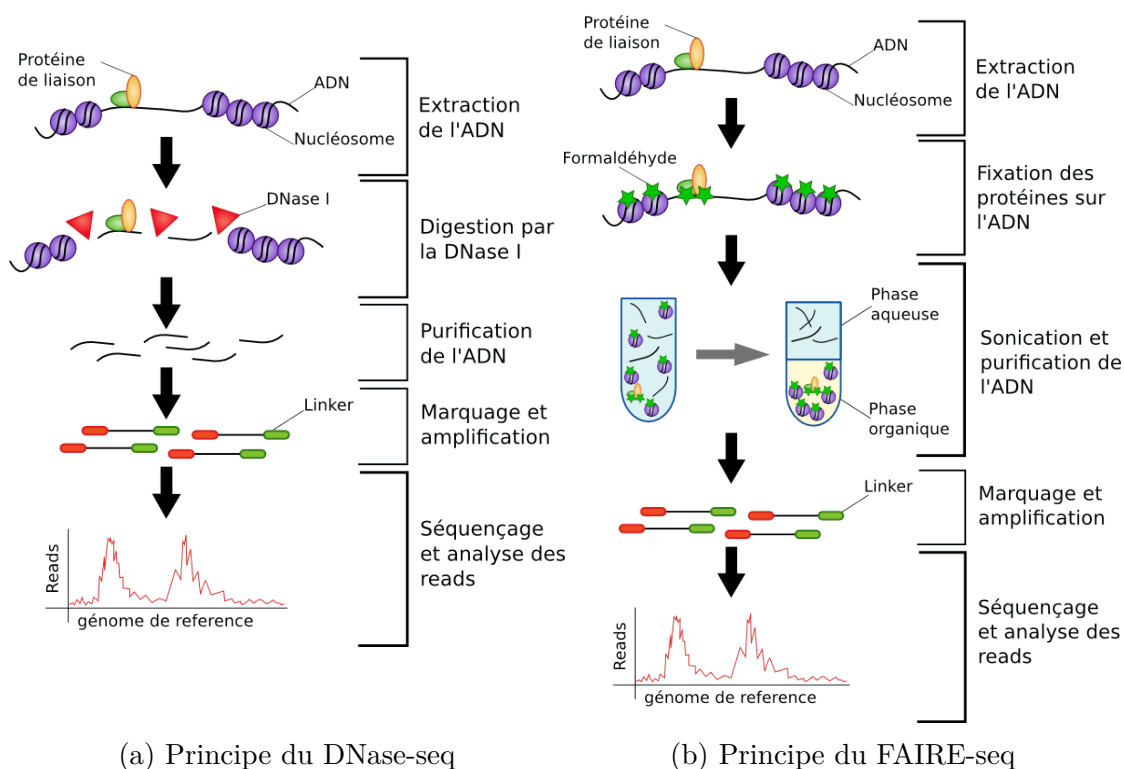 Protéine
de liaison
ADN
Nucléosome
Extraction
de l'ADN
DNase I
Digestion par
la DNase I
Purification
de l'ADN
Linker
Marquage et
amplification
Reads
génome de reference
Séquençage
et analyse des
reads
(a) Principe du DNase-seq
Protéine
de liaison
ADN
Nucléosome
Extraction
de l'ADN
Formaldéhyde
Fixation des
protéines sur
l'ADN
Phase
aqueuse
Phase
organique
Sonication et
purification de
l'ADN
Linker
Marquage et
amplification
Reads
génome de reference
Séquençage
et analyse des
reads
(b) Principe du FAIRE-seq